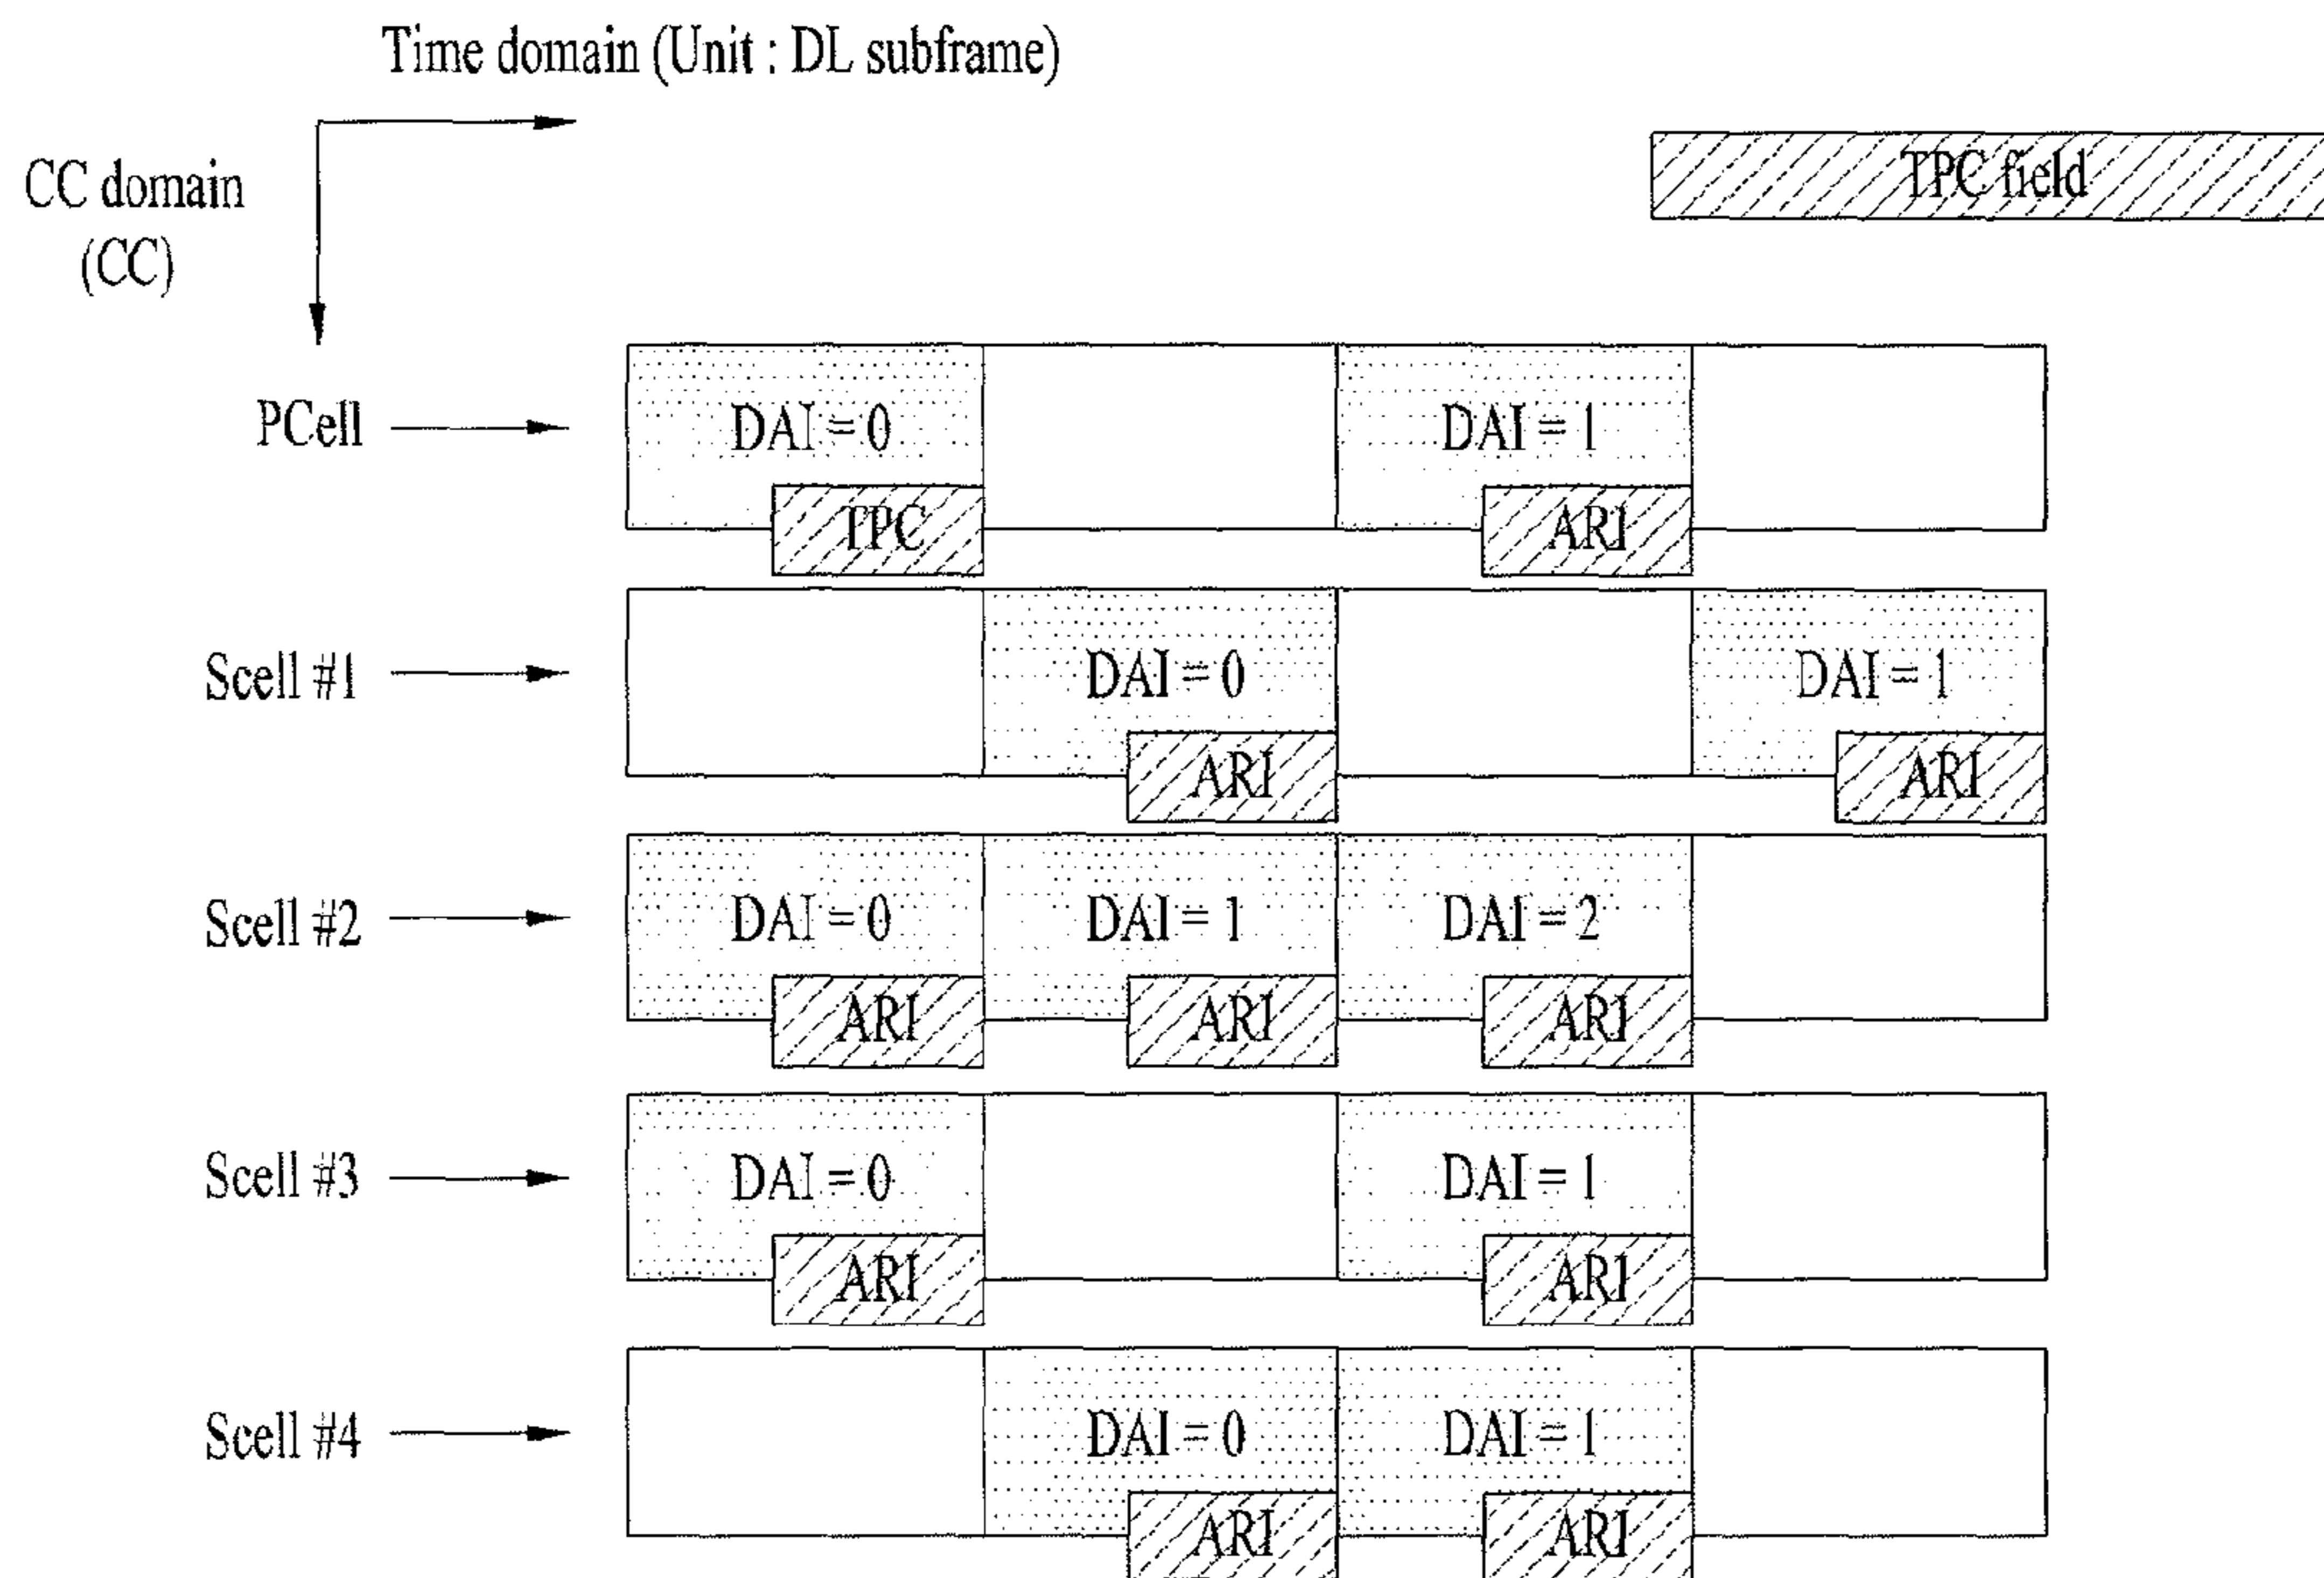 Time domain (Unit : DL subframe)
CC domain
(CC)
TPC field
PCell
DAI = 0
DAI = 1
TPC
ARI
Scell #1
DAI = 0
DAI = 1
ARI
ARI
Scell #2
DAI = 0
DAI = 1
DAI = 2
ARI
ARI
ARI
Scell #3
DAI = 0
DAI = 1
ARI
ARI
Scell #4
DAI = 0
DAI = 1
ARI
ARI